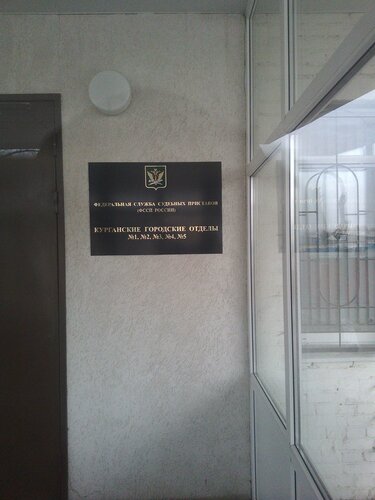 ФЕДЕРАЛЬНАЯ СЛУЖБА СУДЕБНЫХ ПРИСТАВОВ
(ФССП РОССИИ)
КУРГАНСКИЕ ГОРОДСКИЕ ОТДЕЛЫ
№1, №2, №3, №4, №5